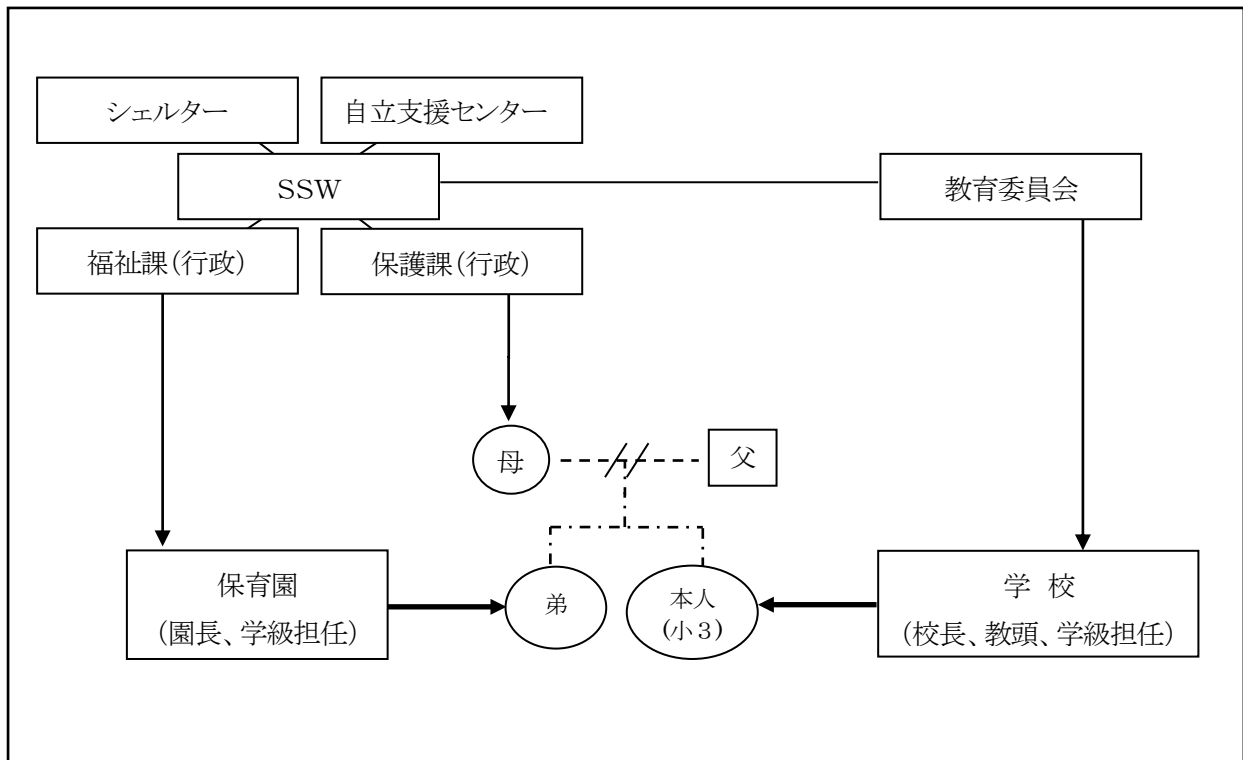 シェルター
自立支援センター
SSW
教育委員会
福祉課(行政)
保護課(行政)
母
父
保育園
(園長、学級担任)
弟
本人
(小3)
学 校
(校長、教頭、学級担任)